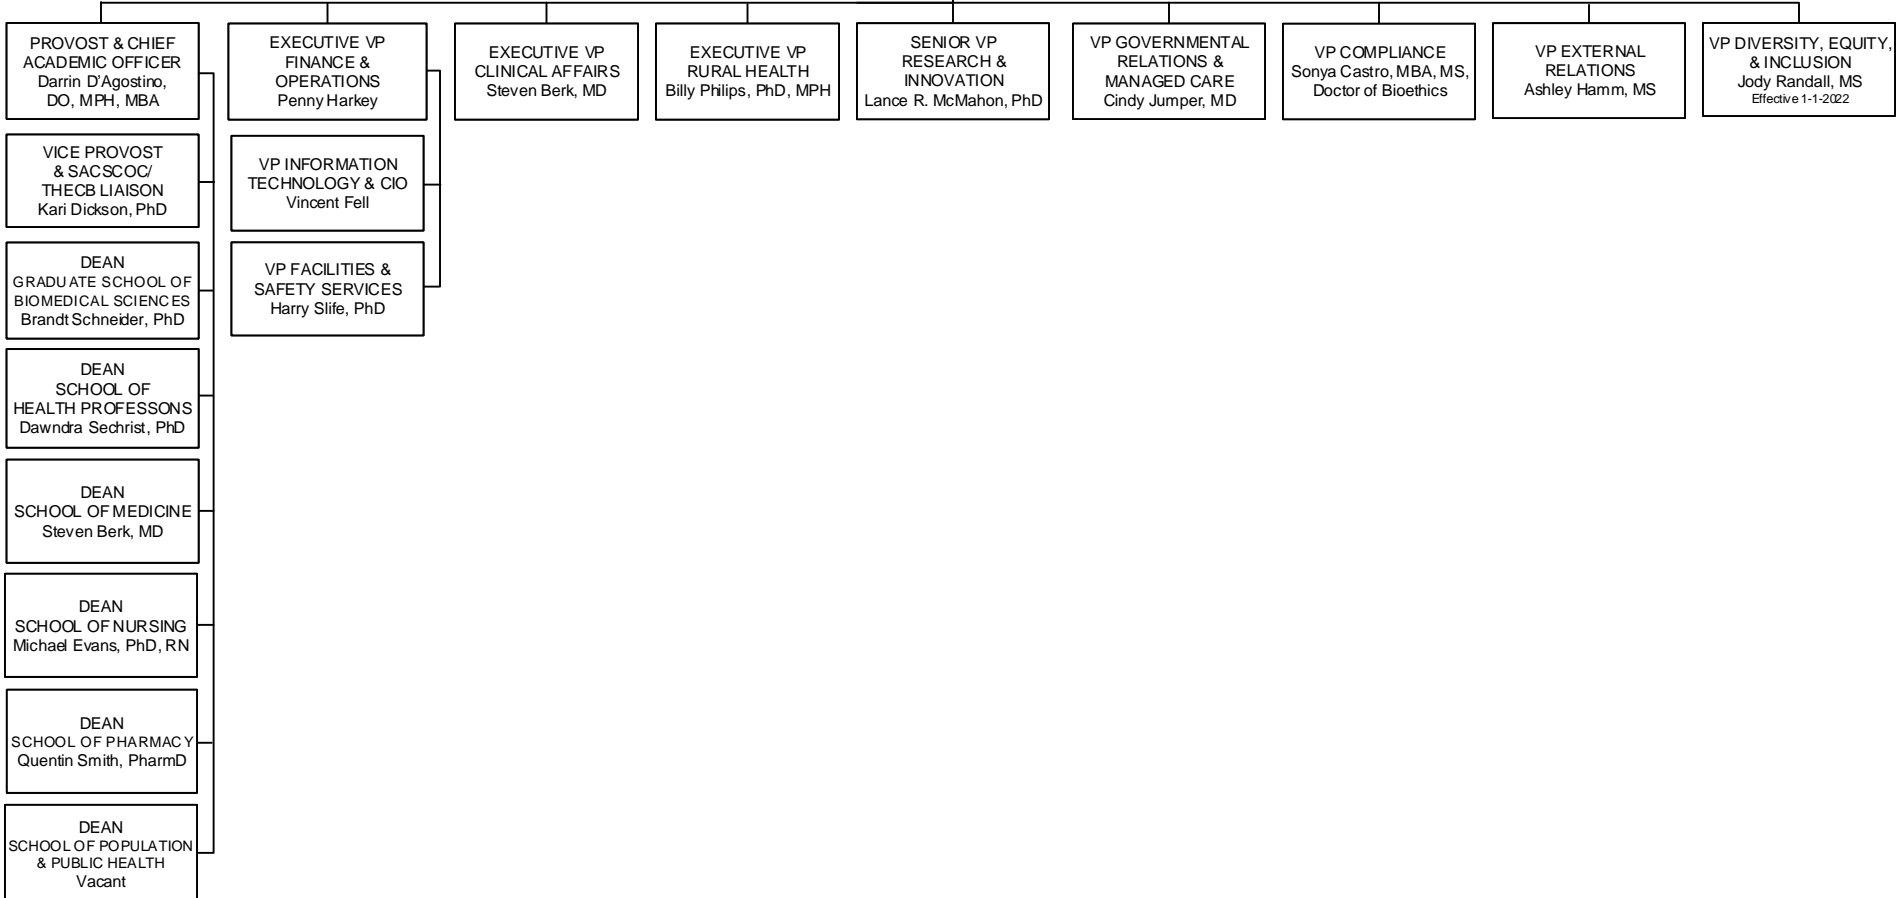 PROVOST & CHIEF
ACADEMIC OFFICER
Darrin D'Agostino,
DO, MPH, MBA
EXECUTIVE VP
FINANCE &
OPERATIONS
Penny Harkey
EXECUTIVE VP
CLINICAL AFFAIRS
Steven Berk, MD
EXECUTIVE VP
RURAL HEALTH
Billy Philips, PhD, MPH
SENIOR VP
RESEARCH &
INNOVATION
Lance R. McMahon, PhD
VP GOVERNMENTAL
RELATIONS &
MANAGED CARE
Cindy Jumper, MD
VP COMPLIANCE
Sonya Castro, MBA, MS,
Doctor of Bioethics
VP EXTERNAL
RELATIONS
Ashley Hamm, MS
VP DIVERSITY, EQUITY,
& INCLUSION
Jody Randall, MS
Effective 1-1-2022
VICE PROVOST
& SACSCOC/
THECB LIAISON
Kari Dickson, PhD
VP INFORMATION
TECHNOLOGY & CIO
Vincent Fell
DEAN
GRADUATE SCHOOL OF
BIOMEDICAL SCIENCES
Brandt Schneider, PhD
VP FACILITIES &
SAFETY SERVICES
Harry Slife, PhD
DEAN
SCHOOL OF
HEALTH PROFESSONS
Dawndra Sechrist, PhD
DEAN
SCHOOL OF MEDICINE
Steven Berk, MD
DEAN
SCHOOL OF NURSING
Michael Evans, PhD, RN
DEAN
SCHOOL OF PHARMACY
Quentin Smith, PharmD
DEAN
SCHOOL OF POPULATION
& PUBLIC HEALTH
Vacant